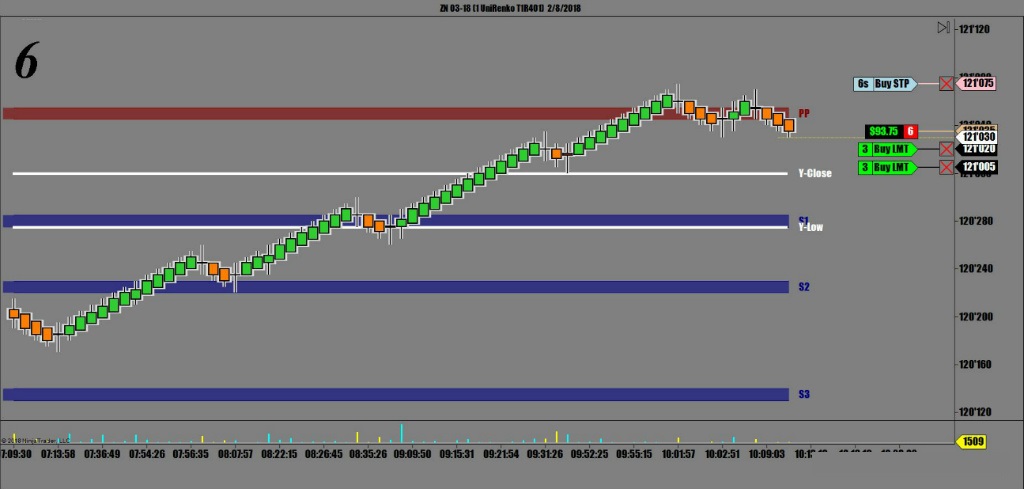 ZN 03-18 (1 UniRenko T1R401) 2/8/2018
6
121'120
6s Buy STP 121'075
PP
$93.75 6
121'030
3 Buy LMT 121'020
3 Buy LMT 121'005
Y-Close
120'280
S1
Y-Low
120'240
S2
120'200
120'160
S3
120'120
© 2018 NinjaTrader, LLC
1509
7:09:30 07:13:58 07:36:49 07:54:26 07:56:35 08:07:57 08:22:15 08:26:45 08:35:26 09:09:50 09:15:31 09:21:54 09:31:26 09:52:25 09:55:15 10:01:57 10:02:51 10:09:03